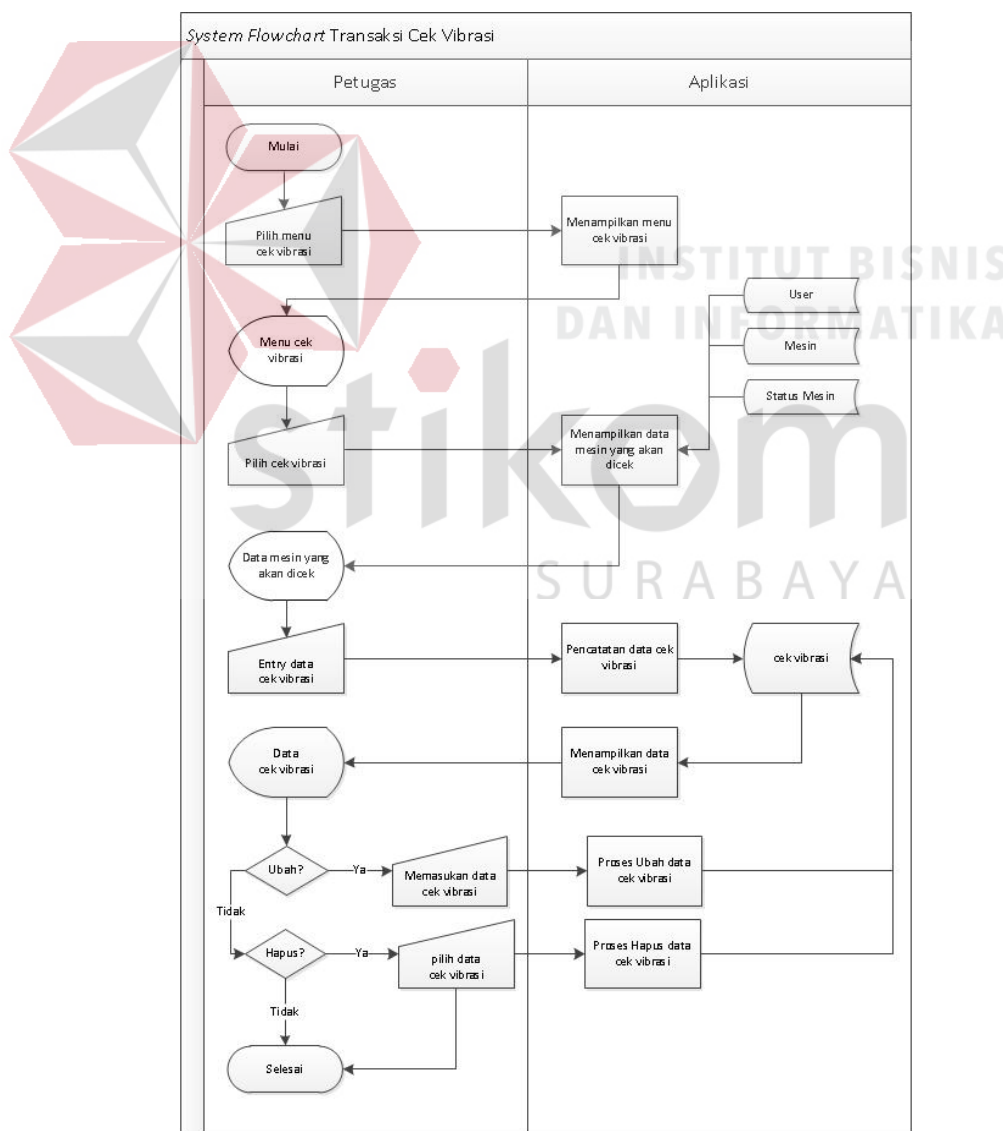 System Flowchart Transaksi Cek Vibrasi
Petugas
Aplikasi
Mulai
Pilih menu
cek vibrasi
Menampilkan menu
cek vibrasi
INSTITUT BISNIS
DAN INFORMATIKA
User
Mesin
Status Mesin
Menu cek
vibrasi
stikom
SURABAYA
Pilih cek vibrasi
Menampilkan data
mesin yang akan
dicek
Data mesin yang
akan dicek
Entry data
cek vibrasi
Pencatatan data cek
vibrasi
cek vibrasi
Data
cek vibrasi
Menampilkan data
cek vibrasi
Ubah?
Ya
Memasukan data
cek vibrasi
Proses Ubah data
cek vibrasi
Tidak
Hapus?
Ya
pilih data
cek vibrasi
Proses Hapus data
cek vibrasi
Tidak
Selesai